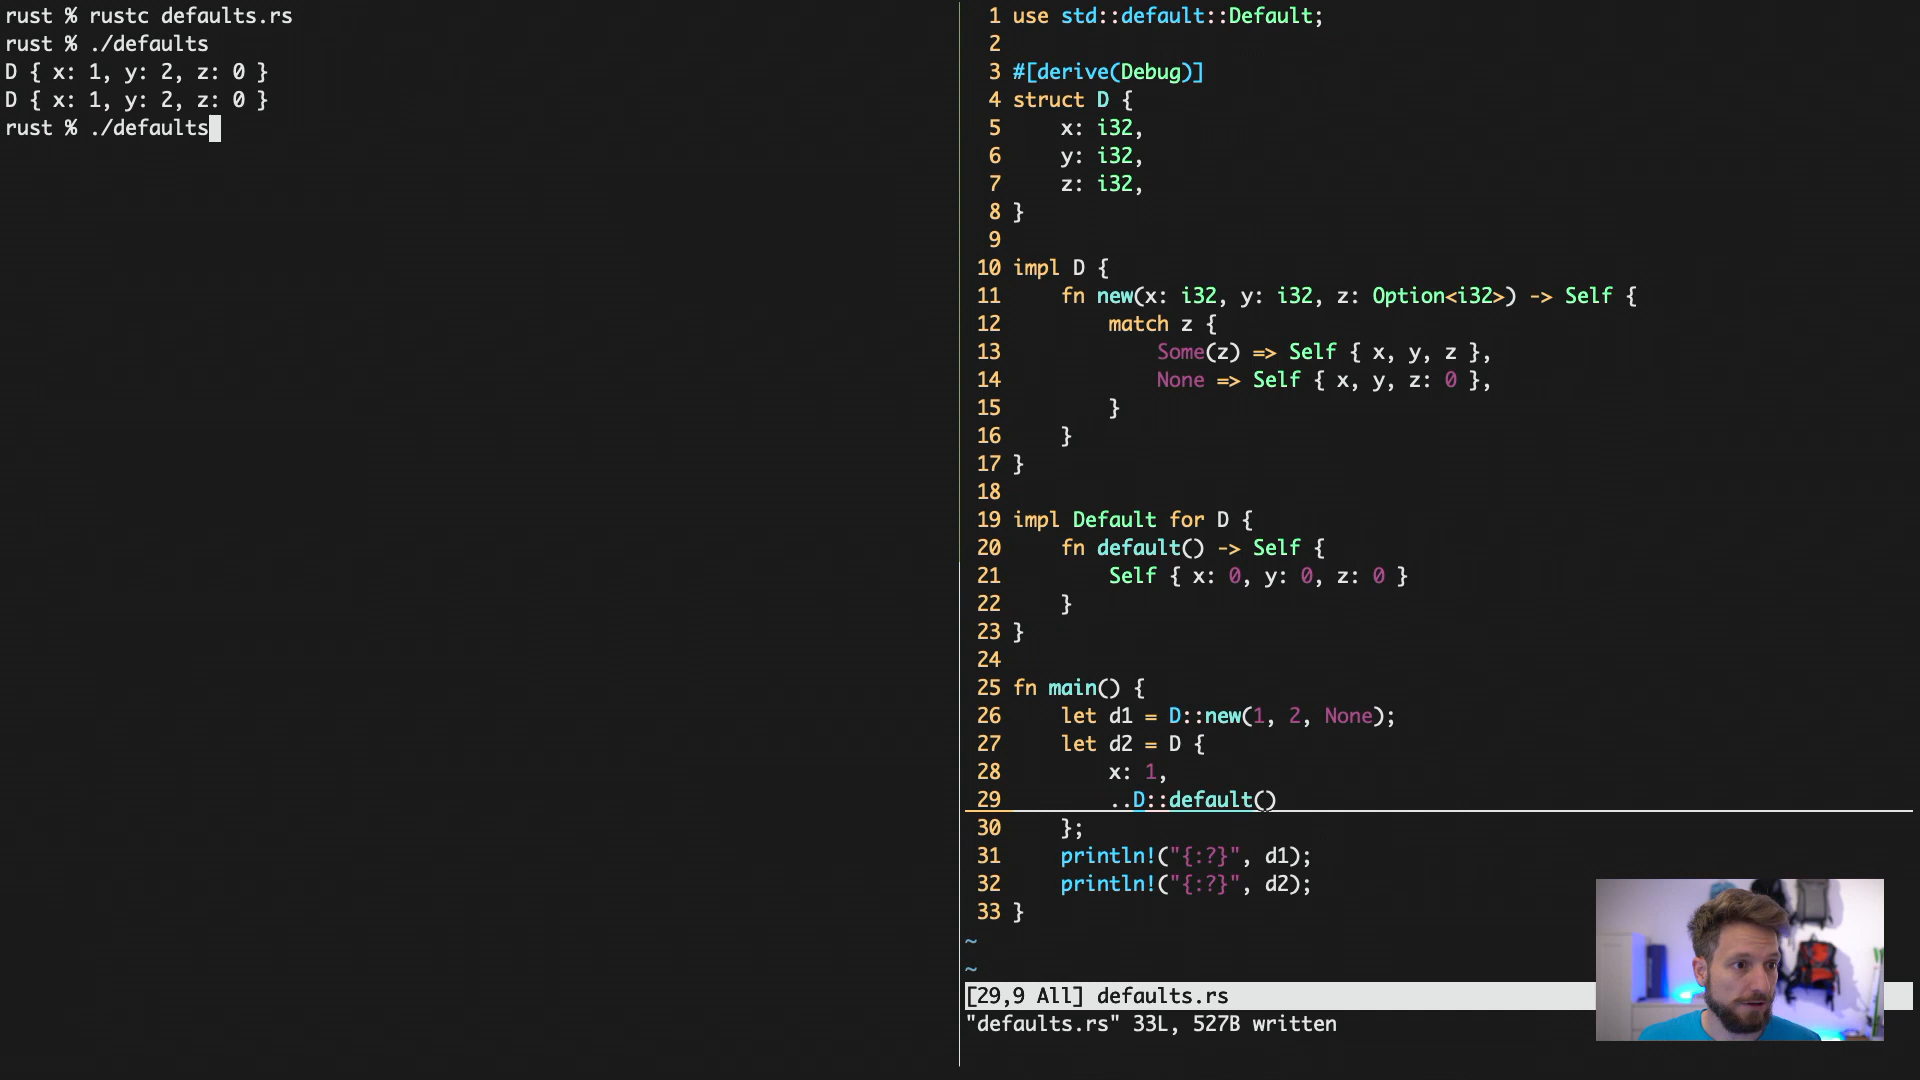 rust % rustc defaults.rs
rust % ./defaults
D { x: 1, y: 2, z: 0 }
D { x: 1, y: 2, z: 0 }
rust % ./defaults
1 use std::default::Default;
2
3 #[derive(Debug)]
4 struct D {
5     x: i32,
6     y: i32,
7     z: i32,
8 }
9
10 impl D {
11     fn new(x: i32, y: i32, z: Option<i32>) -> Self {
12         match z {
13             Some(z) => Self { x, y, z },
14             None => Self { x, y, z: 0 },
15         }
16     }
17 }
18
19 impl Default for D {
20     fn default() -> Self {
21         Self { x: 0, y: 0, z: 0 }
22     }
23 }
24
25 fn main() {
26     let d1 = D::new(1, 2, None);
27     let d2 = D {
28         x: 1,
29         ..D::default()
30     };
31     println!("{:?}", d1);
32     println!("{:?}", d2);
33 }
~
~
[29,9 All] defaults.rs
"defaults.rs" 33L, 527B written